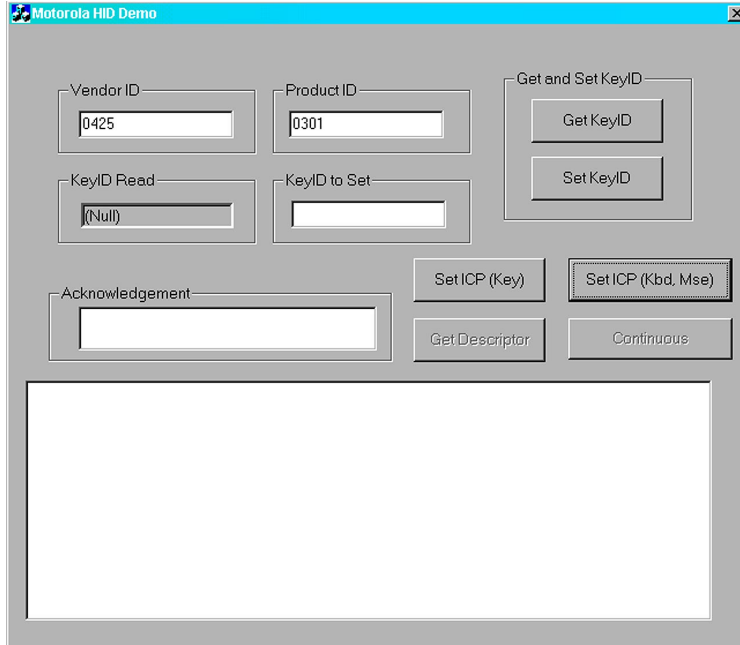 Motorola HID Demo
Vendor ID
Product ID
Get and Set KeyID
0425
0301
Get KeyID
KeyID Read
KeyID to Set
Set KeyID
(Null)
Set ICP (Key)
Set ICP (Kbd, Mse)
Acknowledgement
Get Descriptor
Continuous